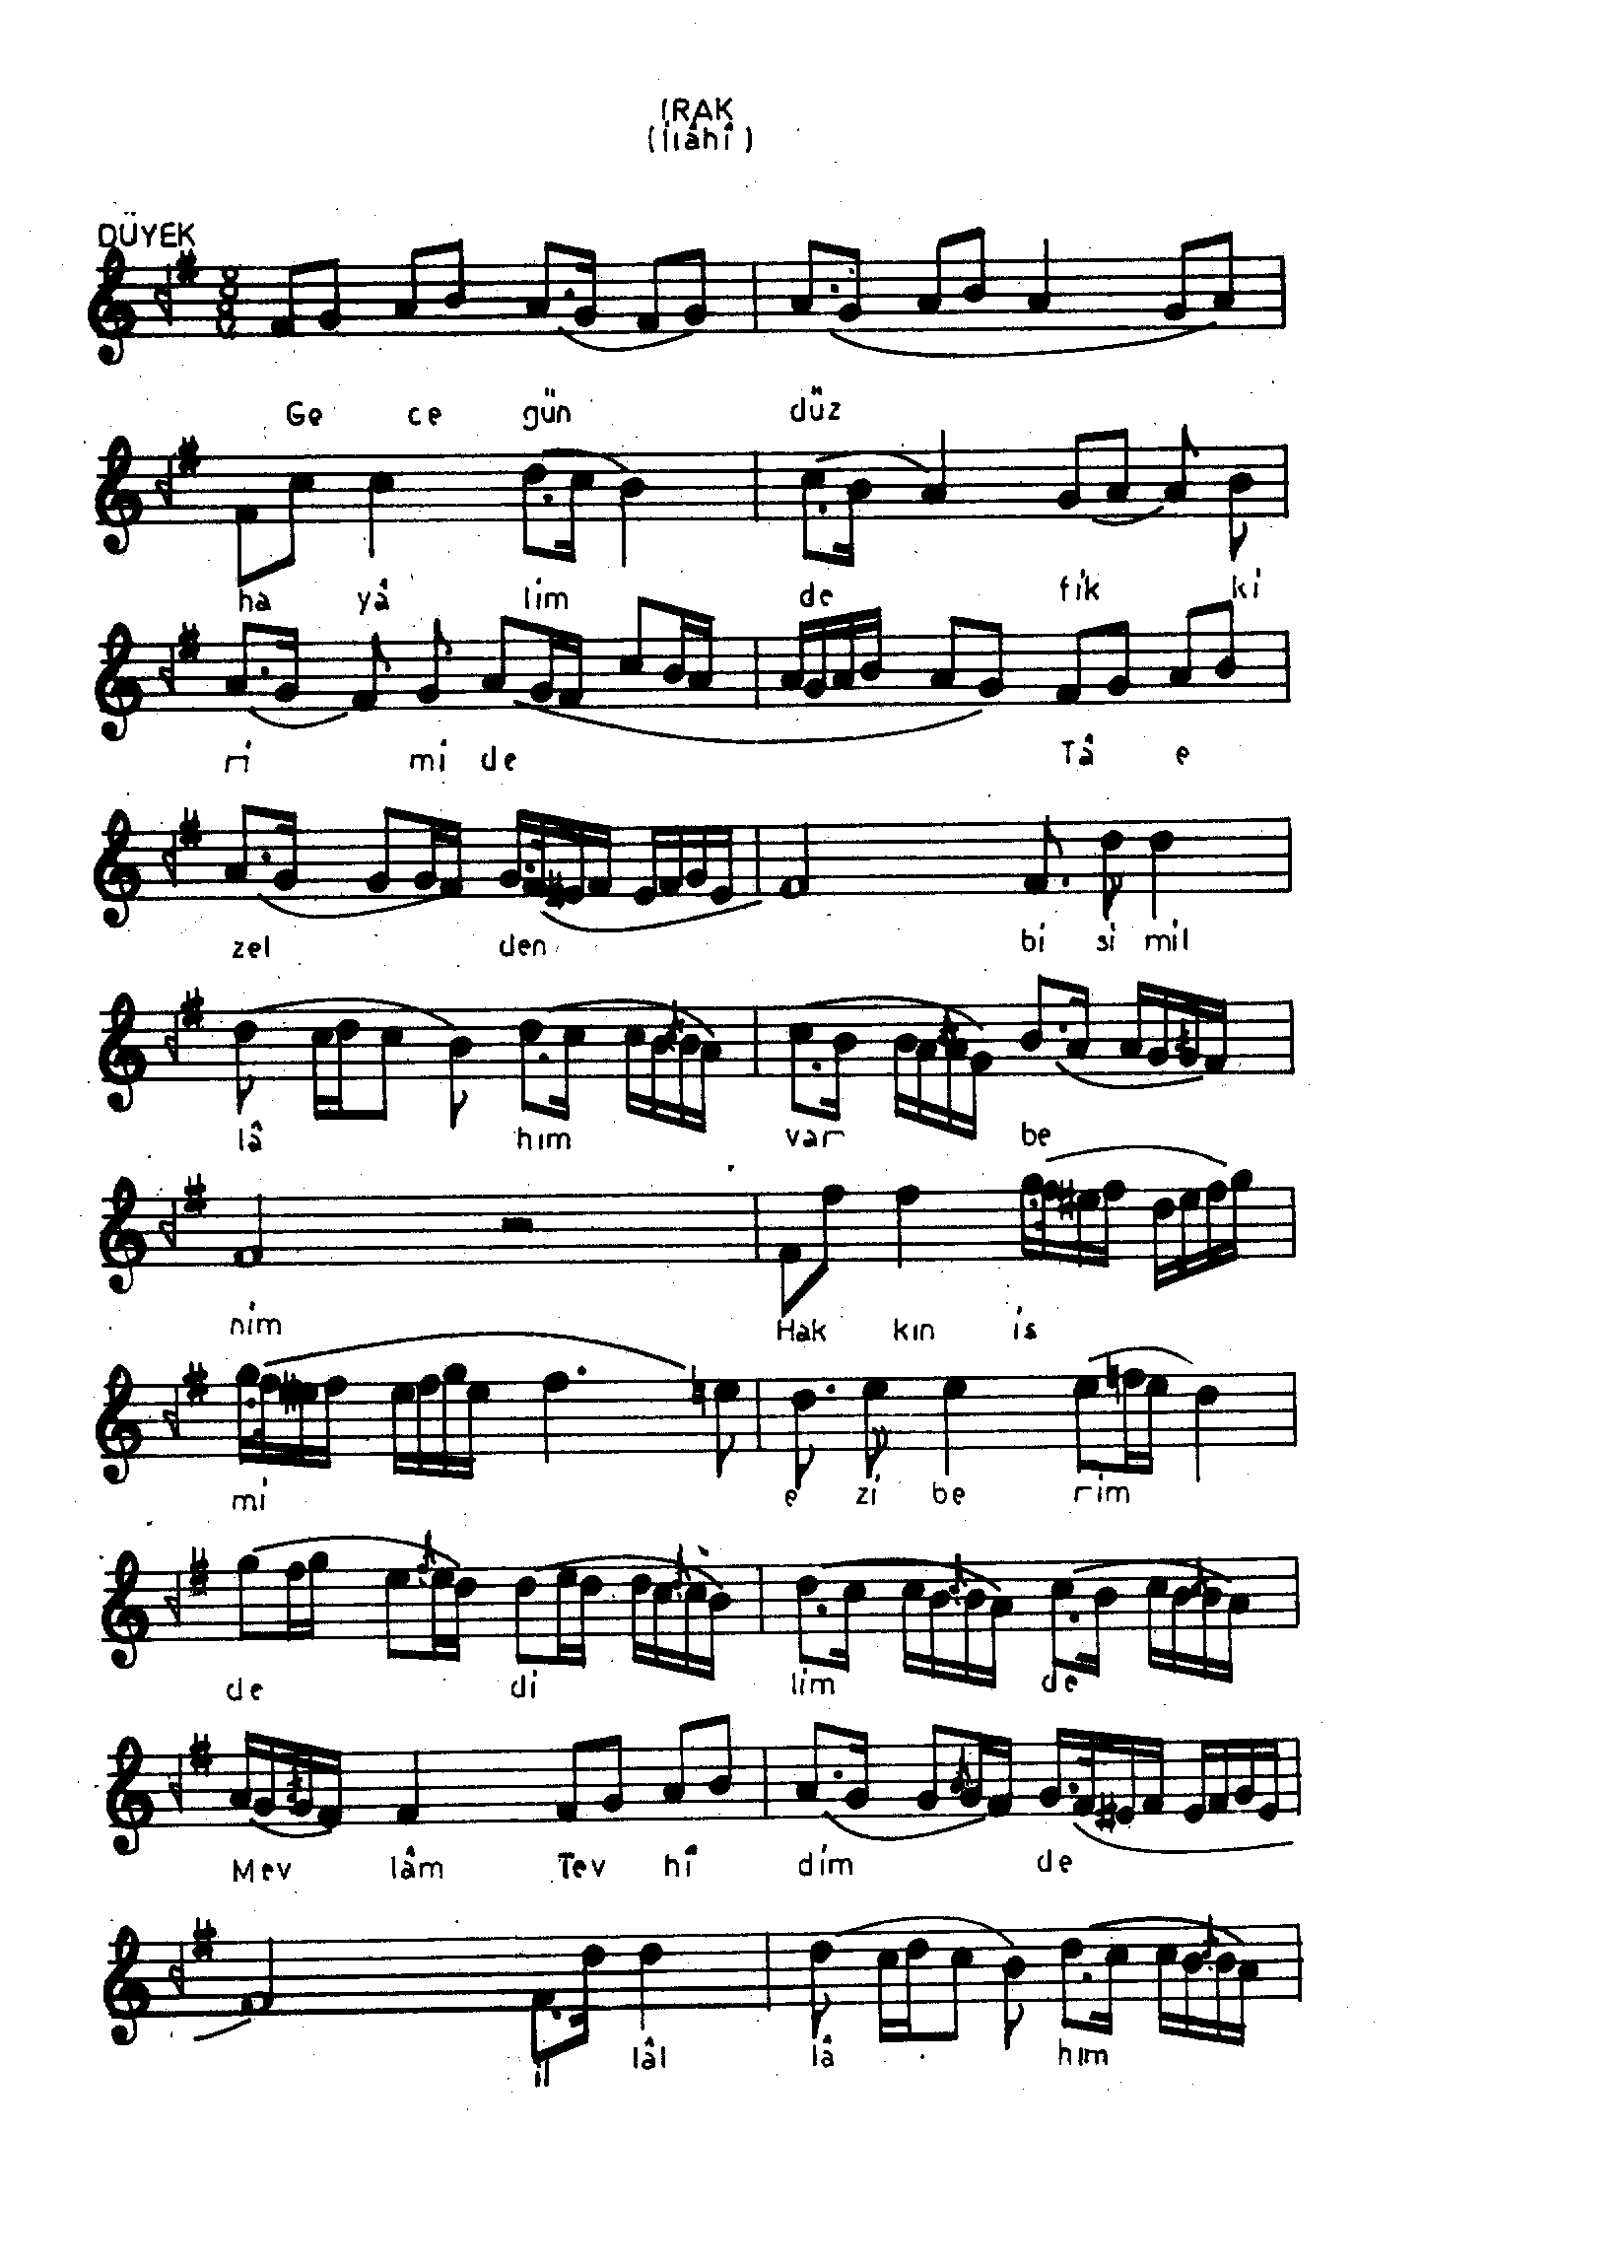 IRAK
(İlâhî)
DÜYEK
8
8
Ge ce gün düz
ha yâ lim de fik ki
ri mi de Tâ e
zel den bi si mil
lâ hım var be
nim Hak kın is
mi e zi be rim
de di lim de
Mev lâm Tev hî dim de
il lâl lâ hım